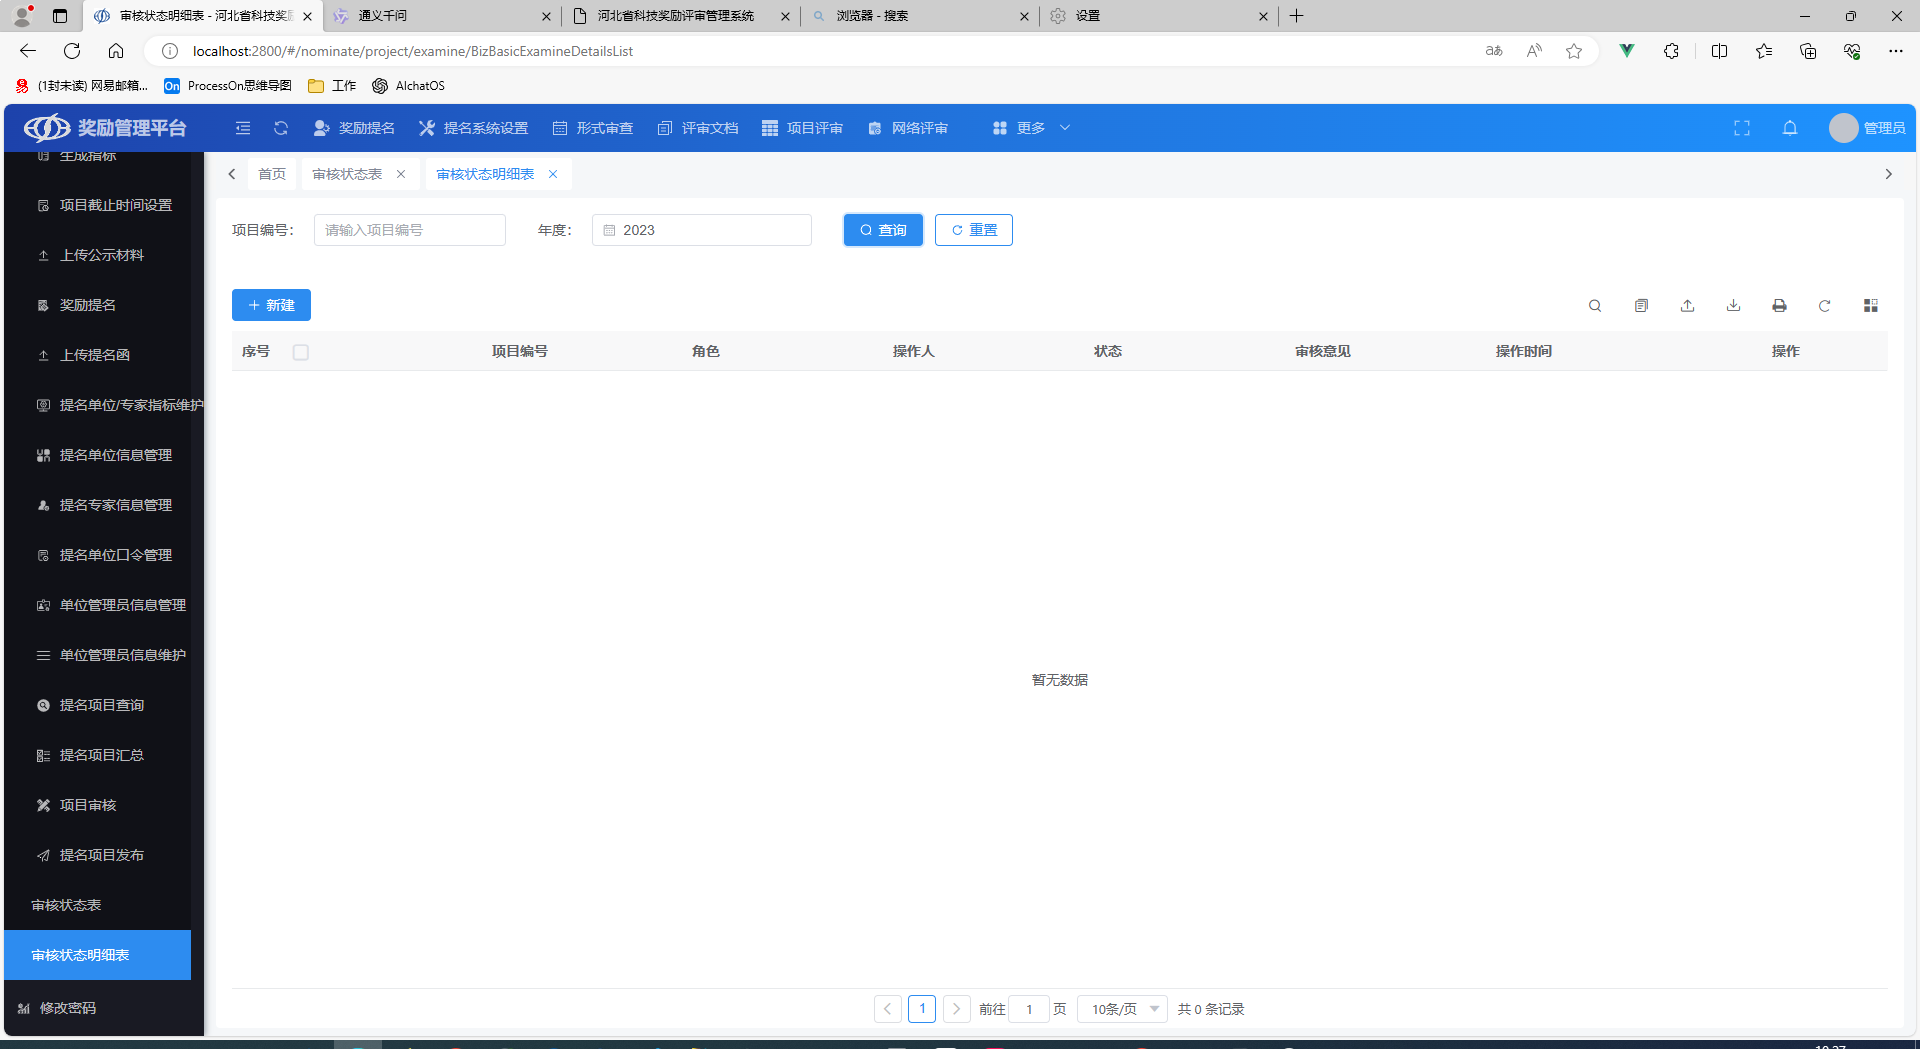 审核状态明细表 - 河北省科技奖励
通义千问
河北省科技奖励评审管理系统
浏览器 - 搜索
设置
localhost:2800/#/nominate/project/examine/BizBasicExamineDetailsList
(1封未读) 网易邮箱...
On ProcessOn思维导图
工作
AIchatOS
奖励管理平台
奖励提名
提名系统设置
形式审查
评审文档
项目评审
网络评审
更多
管理员
生成指标
项目截止时间设置
上传公示材料
奖励提名
上传提名函
提名单位/专家指标维护
提名单位信息管理
提名专家信息管理
提名单位口令管理
单位管理员信息管理
单位管理员信息维护
提名项目查询
提名项目汇总
项目审核
提名项目发布
审核状态表
审核状态明细表
修改密码
首页
审核状态表
审核状态明细表
项目编号： 请输入项目编号 年度： 2023 查询 重置
新建
序号 项目编号 角色 操作人 状态 审核意见 操作时间 操作
暂无数据
1 前往 1 页 10条/页 共 0 条记录